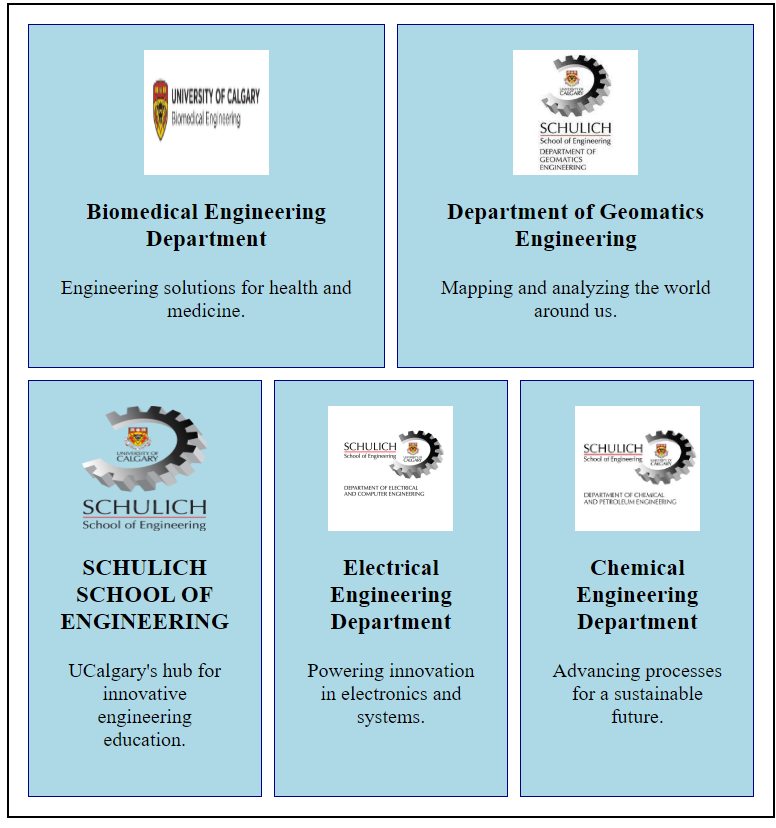 UNIVERSITY OF CALGARY
Biomedical Engineering
Biomedical Engineering
Department
Engineering solutions for health and
medicine.
UNIVERSITY OF
CALGARY
SCHULICH
School of Engineering
DEPARTMENT OF
GEOMATICS
ENGINEERING
Department of Geomatics
Engineering
Mapping and analyzing the world
around us.
UNIVERSITY OF
CALGARY
SCHULICH
School of Engineering
SCHULICH
SCHOOL OF
ENGINEERING
UCalgary's hub for
innovative
engineering
education.
SCHULICH
School of Engineering
UNIVERSITY OF
CALGARY
DEPARTMENT OF ELECTRICAL
AND COMPUTER ENGINEERING
Electrical
Engineering
Department
Powering innovation
in electronics and
systems.
SCHULICH
School of Engineering
UNIVERSITY OF
CALGARY
DEPARTMENT OF CHEMICAL
AND PETROLEUM ENGINEERING
Chemical
Engineering
Department
Advancing processes
for a sustainable
future.